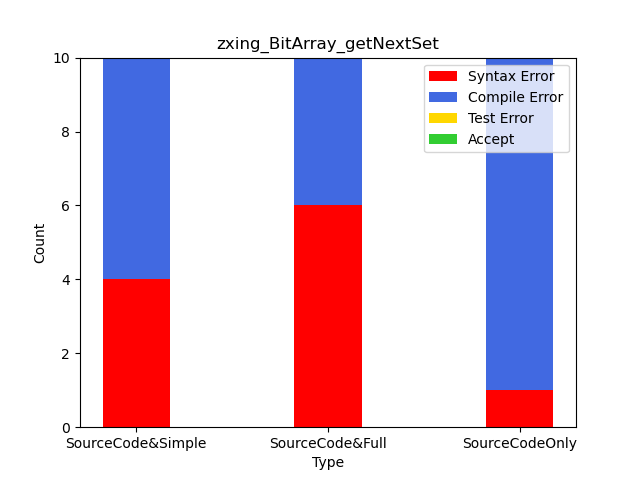 zxing_BitArray_getNextSet
Syntax Error
Compile Error
Test Error
Accept
Count
10
8
6
4
2
0
SourceCode&Simple SourceCode&Full SourceCodeOnly
Type